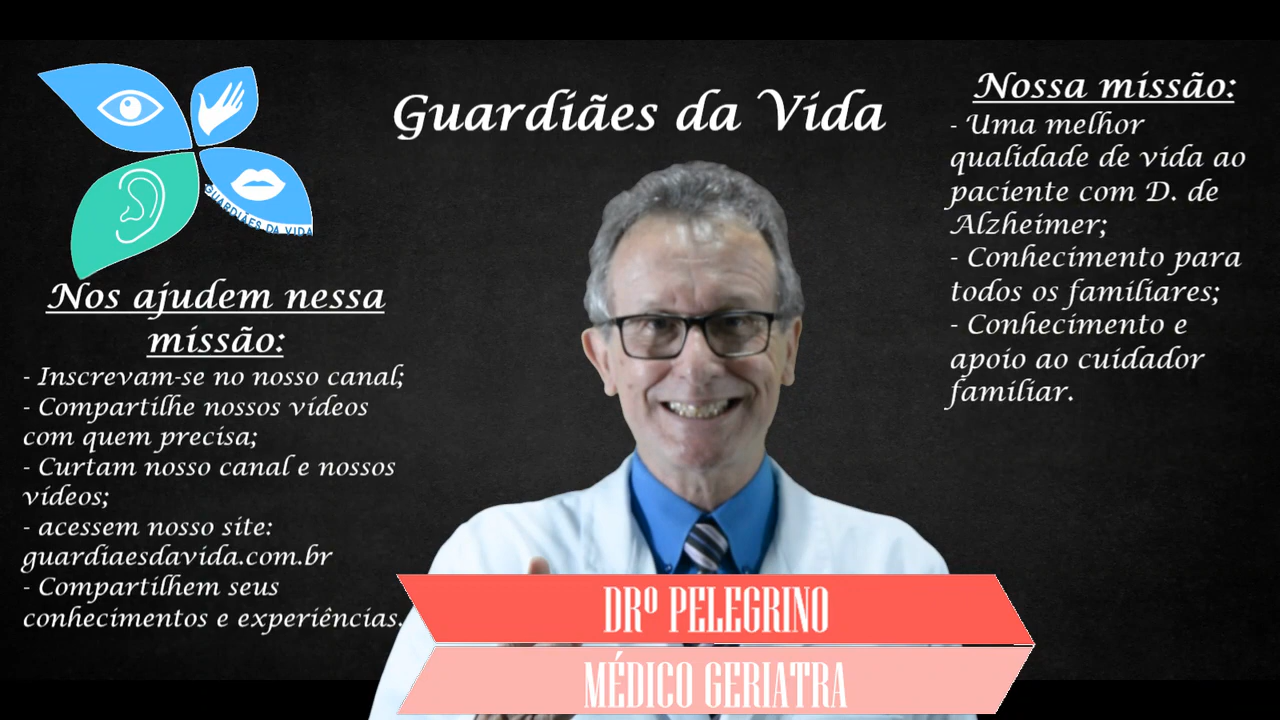 GUARDIÃES DA VIDA
Guardiães da Vida
Nos ajudem nessa
missão:
- Inscrevam-se no nosso canal;
- Compartilhe nossos vídeos
com quem precisa;
- Curtam nosso canal e nossos
vídeos;
- acessem nosso site:
guardiaesdavida.com.br
- Compartilhem seus
conhecimentos e experiências.
Nossa missão:
- Uma melhor
qualidade de vida ao
paciente com D. de
Alzheimer;
- Conhecimento para
todos os familiares;
- Conhecimento e
apoio ao cuidador
familiar.
DRº PELEGRINO
MÉDICO GERIATRA